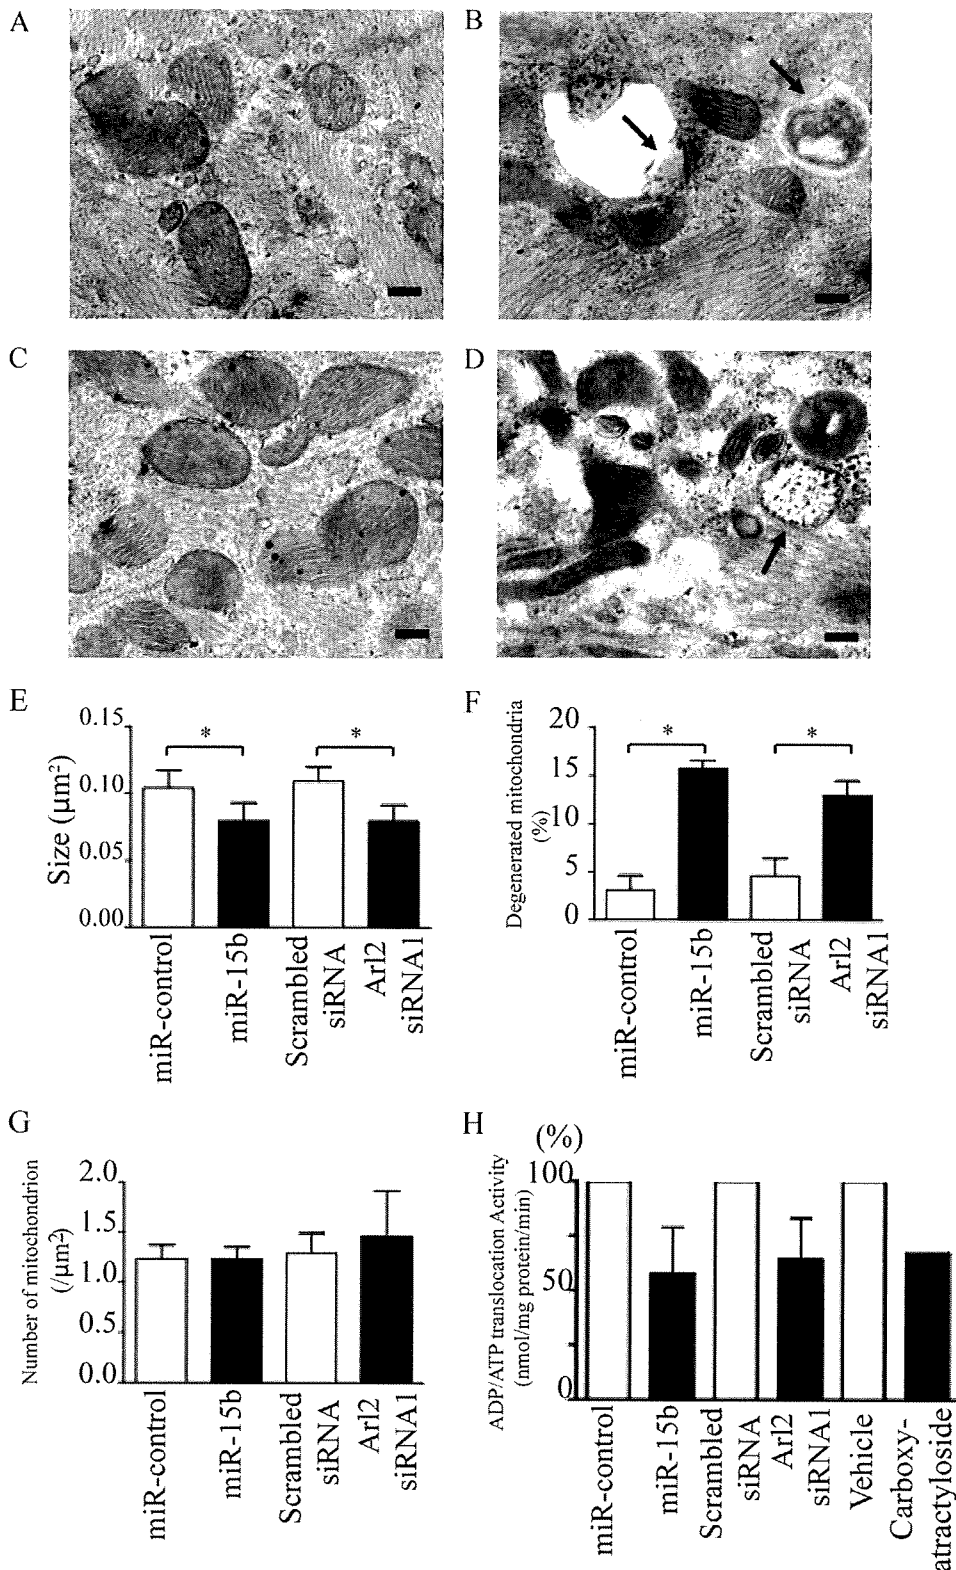 A
B
C
D
E
Size (μm²)
0.15
0.10
0.05
0.00
*
*
miR-control
miR-15b
Scrambled
siRNA
Arl2
siRNA1
F
Degenerated mitochondria
(%)
20
15
10
5
0
*
*
miR-control
miR-15b
Scrambled
siRNA
Arl2
siRNA1
G
Number of mitochondrion
(/μm²)
2.0
1.5
1.0
0.5
0.0
miR-control
miR-15b
Scrambled
siRNA
Arl2
siRNA1
H
(%)
ADP/ATP translocation Activity
(nmol/mg protein/min)
100
50
0
miR-control
miR-15b
Scrambled
siRNA
Arl2
siRNA1
Vehicle
Carboxy-
atractyloside